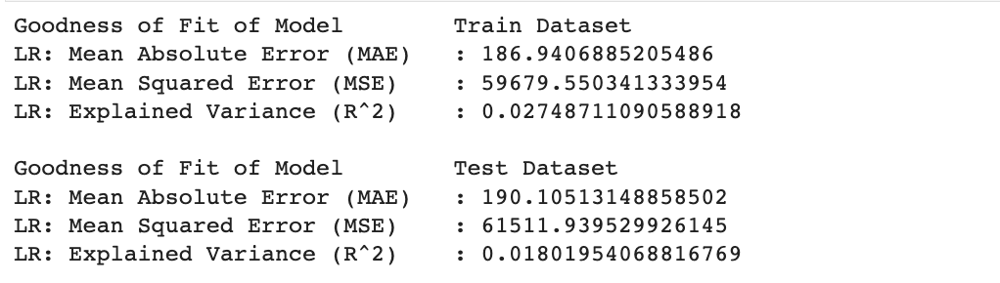 Goodness of Fit of Model Train Dataset
LR: Mean Absolute Error (MAE) : 186.9406885205486
LR: Mean Squared Error (MSE) : 59679.550341333954
LR: Explained Variance (R^2) : 0.02748711090588918
Goodness of Fit of Model Test Dataset
LR: Mean Absolute Error (MAE) : 190.10513148858502
LR: Mean Squared Error (MSE) : 61511.939529926145
LR: Explained Variance (R^2) : 0.01801954068816769